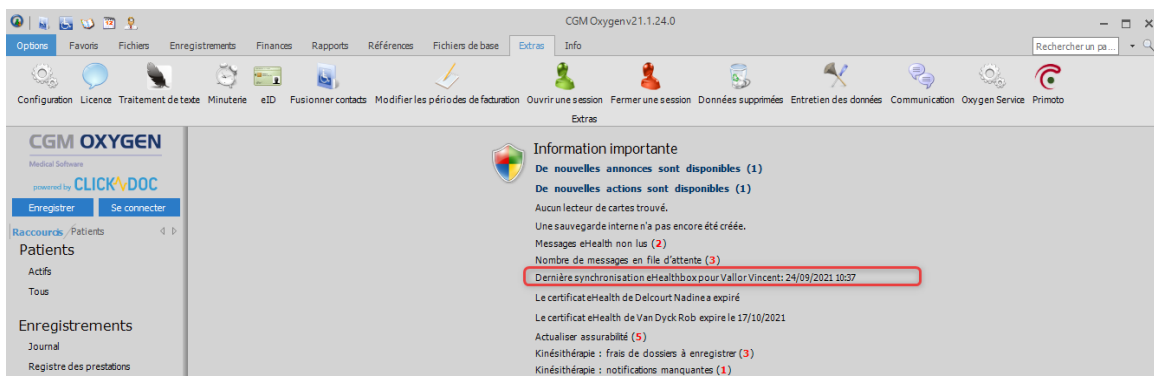 CGM Oxygen v21.1.24.0
Options Favoris Fichiers Enregistrements Finances Rapports Références Fichiers de base Extras Info Rechercher un pa...
Configuration Licence Traitement de texte Minuterie eID Fusionner contacts Modifier les périodes de facturation Ouvrir une session Fermer une session Données supprimées Entretien des données Communication Oxygen Service Primoto
Extras
CGM OXYGEN
Medical Software
powered by CLICKDOC
Enregistrer Se connecter
Raccourcis Patients
Patients
Actifs
Tous
Enregistrements
Journal
Registre des prestations
Information importante
De nouvelles annonces sont disponibles (1)
De nouvelles actions sont disponibles (1)
Aucun lecteur de cartes trouvé.
Une sauvegarde interne n'a pas encore été créée.
Messages eHealth non lus (2)
Nombre de messages en file d'attente (3)
Dernière synchronisation eHealthbox pour Vallor Vincent: 24/09/2021 10:37
Le certificat eHealth de Delcourt Nadine a expiré
Le certificat eHealth de Van Dyck Rob expire le 17/10/2021
Actualiser assurabilité (5)
Kinésithérapie : frais de dossiers à enregistrer (3)
Kinésithérapie : notifications manquantes (1)